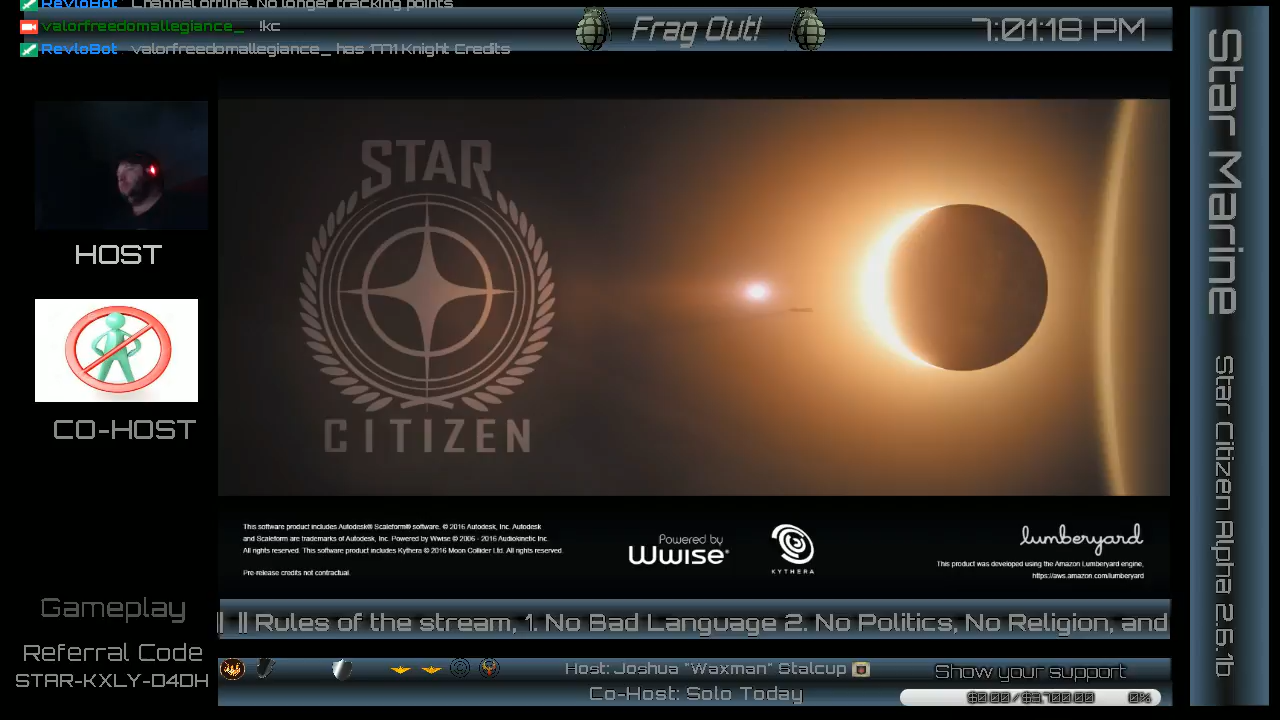 RevloBot Channel offline. No longer tracking points
valorfreedomallegiance_ !kc
RevloBot valorfreedomallegiance_ has 1771 Knight Credits
Frag Out!
7:01:18 PM
Star Marine
Star Citizen Alpha 2.6.1b
STAR
CITIZEN
HOST
CO-HOST
This software product includes Autodesk® Scaleform® software, © 2016 Autodesk, Inc. Autodesk
and Scaleform are trademarks of Autodesk, Inc. Powered by Wwise © 2006 - 2016 Audiokinetic Inc.
All rights reserved. This software product includes Kythera © 2016 Moon Collider Ltd. All rights reserved.
Pre-release credits not contractual.
Powered by
Wwise®
KYTHERA
lumberyard
This product was developed using the Amazon Lumberyard engine,
https://aws.amazon.com/lumberyard
Gameplay
Referral Code
STAR-KXLY-D4DH
|| Rules of the stream, 1. No Bad Language 2. No Politics, No Religion, and
Host: Joshua "Waxman" Stalcup
Co-Host: Solo Today
Show your support
$0.00/$3,700.00 0%